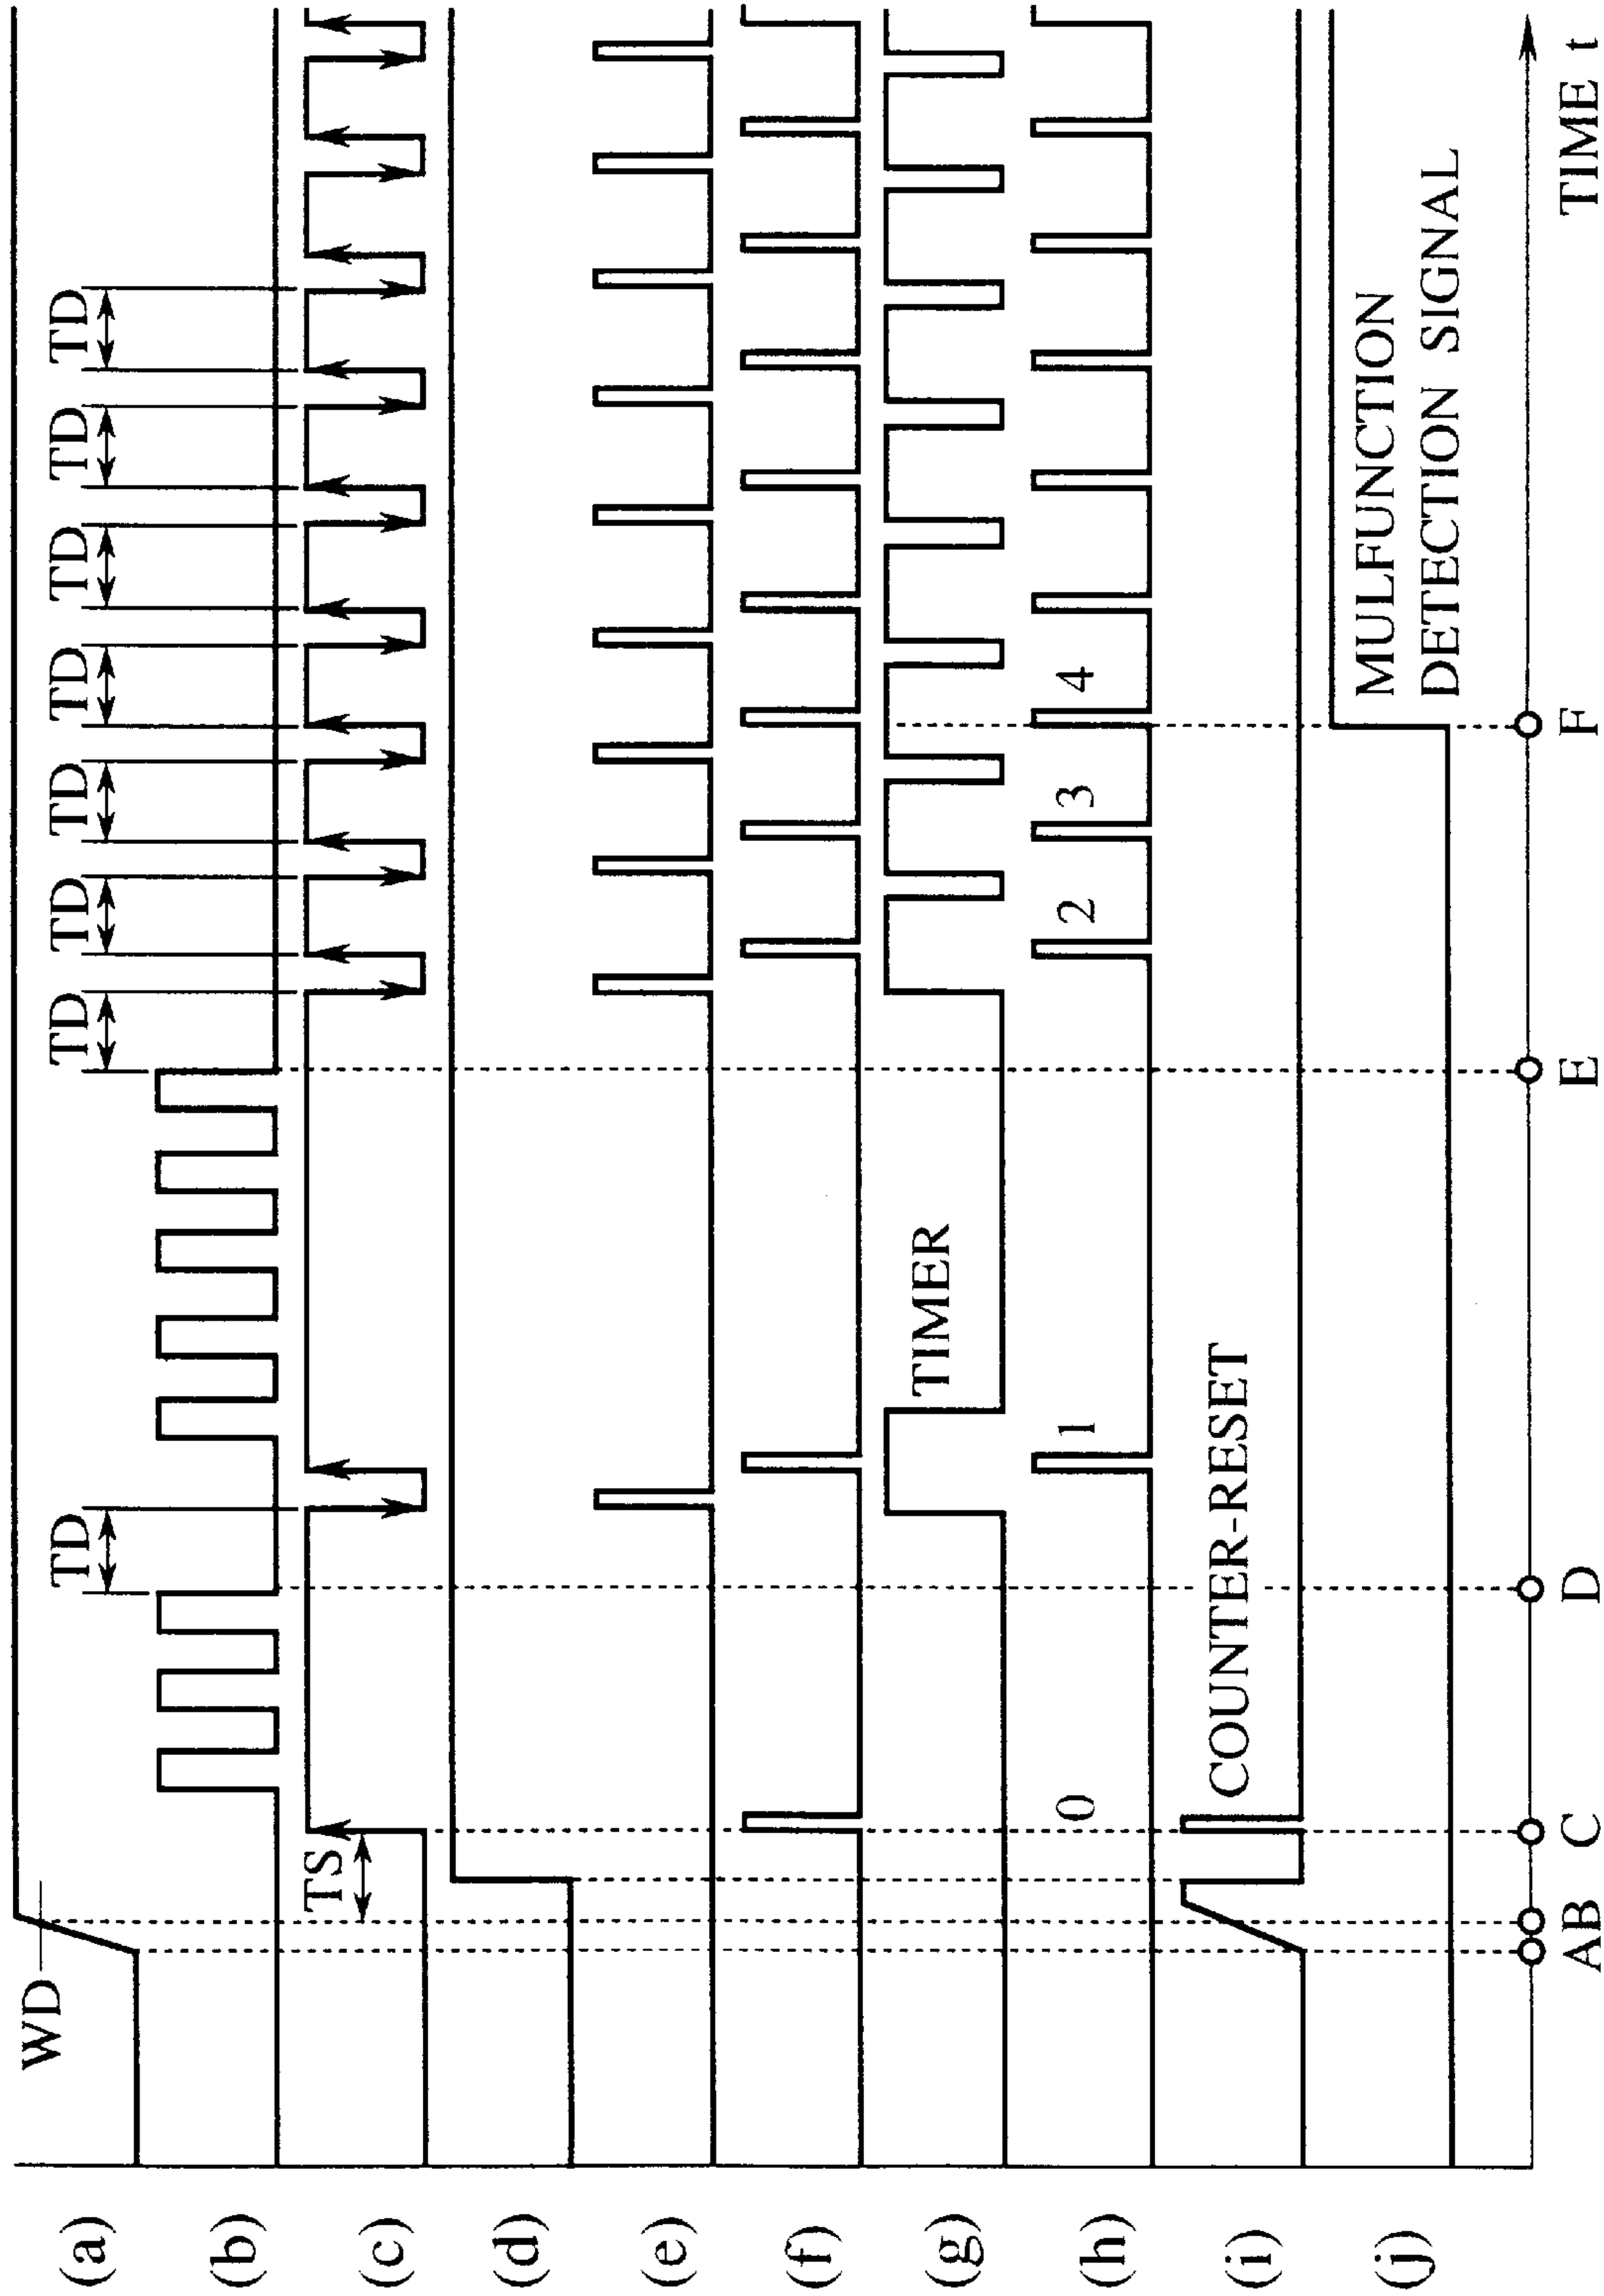 (a)
WD
TD
TD
TD
TD
TD
TD
TD
TD
(b)
(c)
TS
(d)
(e)
(f)
(g)
TIMER
(h)
0
1
2
3
4
(i)
COUNTER-RESET
(j)
MULFUNCTION
DETECTION SIGNAL
A
B
C
D
E
F
TIME t